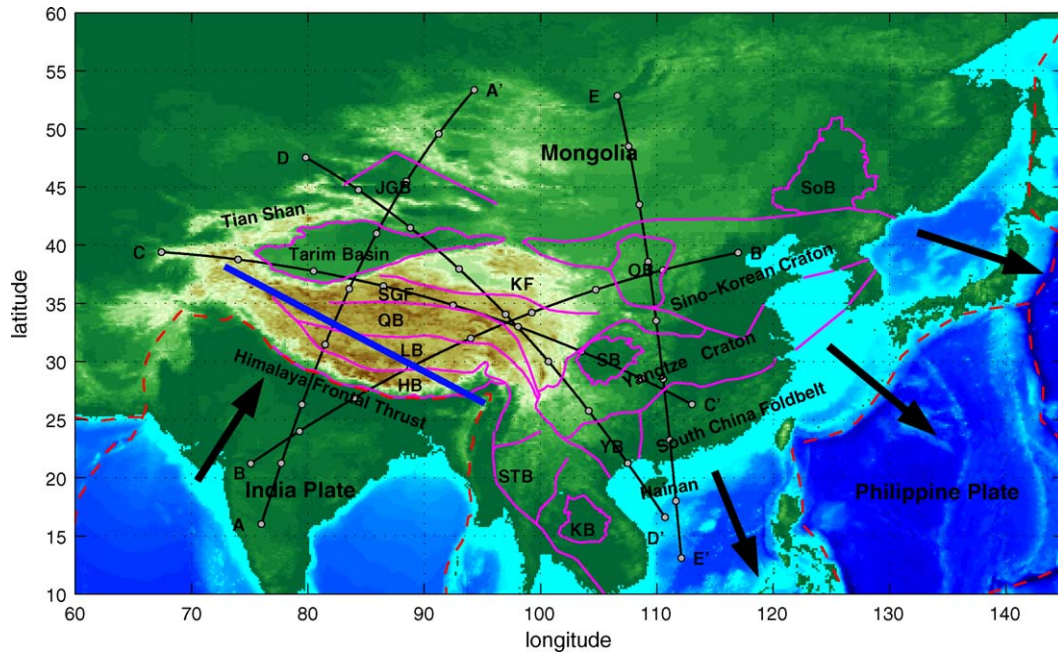 60
55
50
45
40
35
30
25
20
15
10
latitude
60
70
80
90
100
110
120
130
140
longitude
A'
E
D
Mongolia
JGB
SoB
Tian Shan
C
Tarim Basin
B'
OB
Sino-Korean Craton
KF
SGF
QB
LB
SB
Yangtze Craton
HB
Himalaya Frontal Thrust
C'
South China Foldbelt
YB
B
STB
India Plate
Hainan
Philippine Plate
A
KB
D'
E'